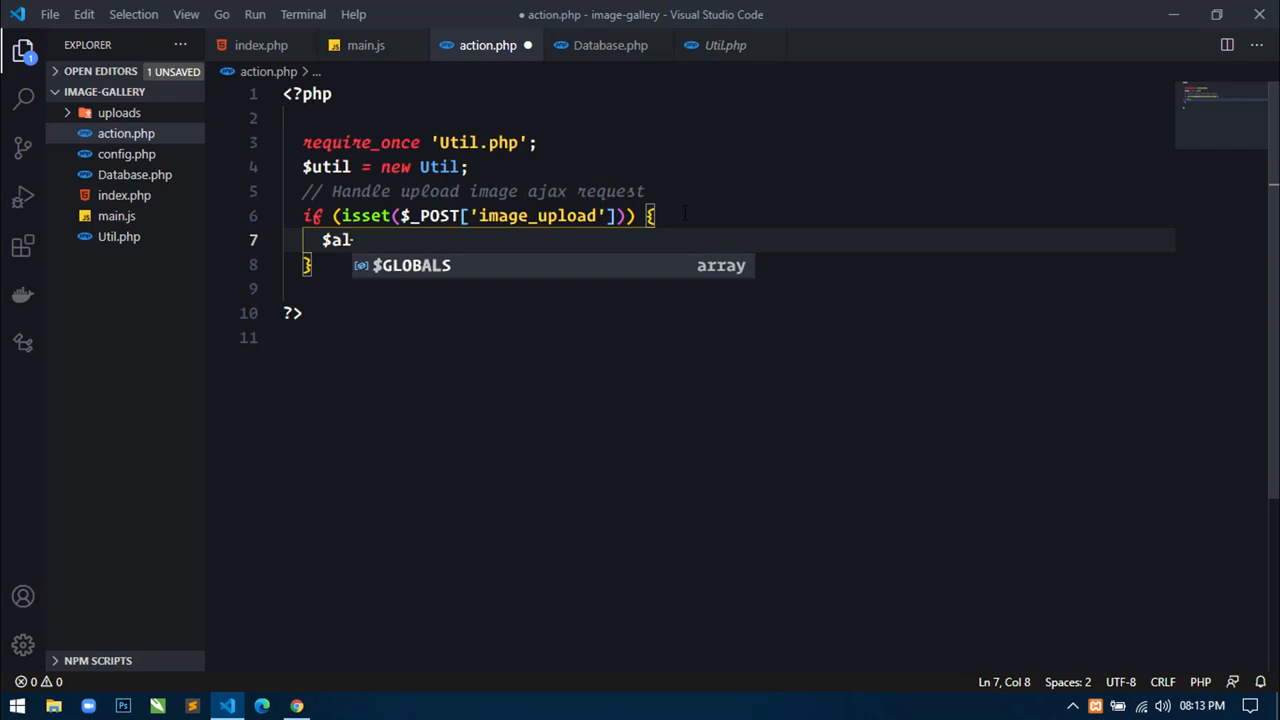 File Edit Selection View Go Run Terminal Help
● action.php - image-gallery - Visual Studio Code
EXPLORER ...
index.php main.js action.php ● Database.php Util.php
OPEN EDITORS 1 UNSAVED
action.php > ...
IMAGE-GALLERY
uploads
action.php
config.php
Database.php
index.php
main.js
Util.php
1 <?php
2
3 require_once 'Util.php';
4 $util = new Util;
5 // Handle upload image ajax request
6 if (isset($_POST['image_upload'])) {
7 $al
$GLOBALS array
8 }
9
10 ?>
11
1
NPM SCRIPTS
0 0
Ln 7, Col 8 Spaces: 2 UTF-8 CRLF PHP
Ps
08:13 PM